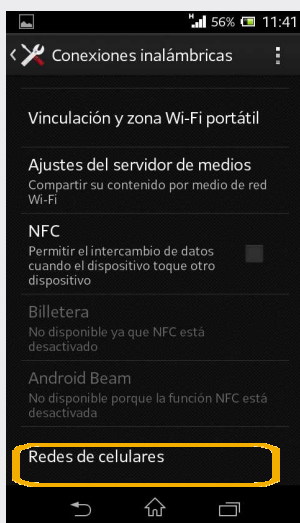 H 56% 11:41
Conexiones inalámbricas
Vinculación y zona Wi-Fi portátil
Ajustes del servidor de medios
Compartir su contenido por medio de red
Wi-Fi
NFC
Permitir el intercambio de datos
cuando el dispositivo toque otro
dispositivo
Billetera
No disponible ya que NFC está
desactivado
Android Beam
No disponible porque la función NFC está
desactivada
Redes de celulares